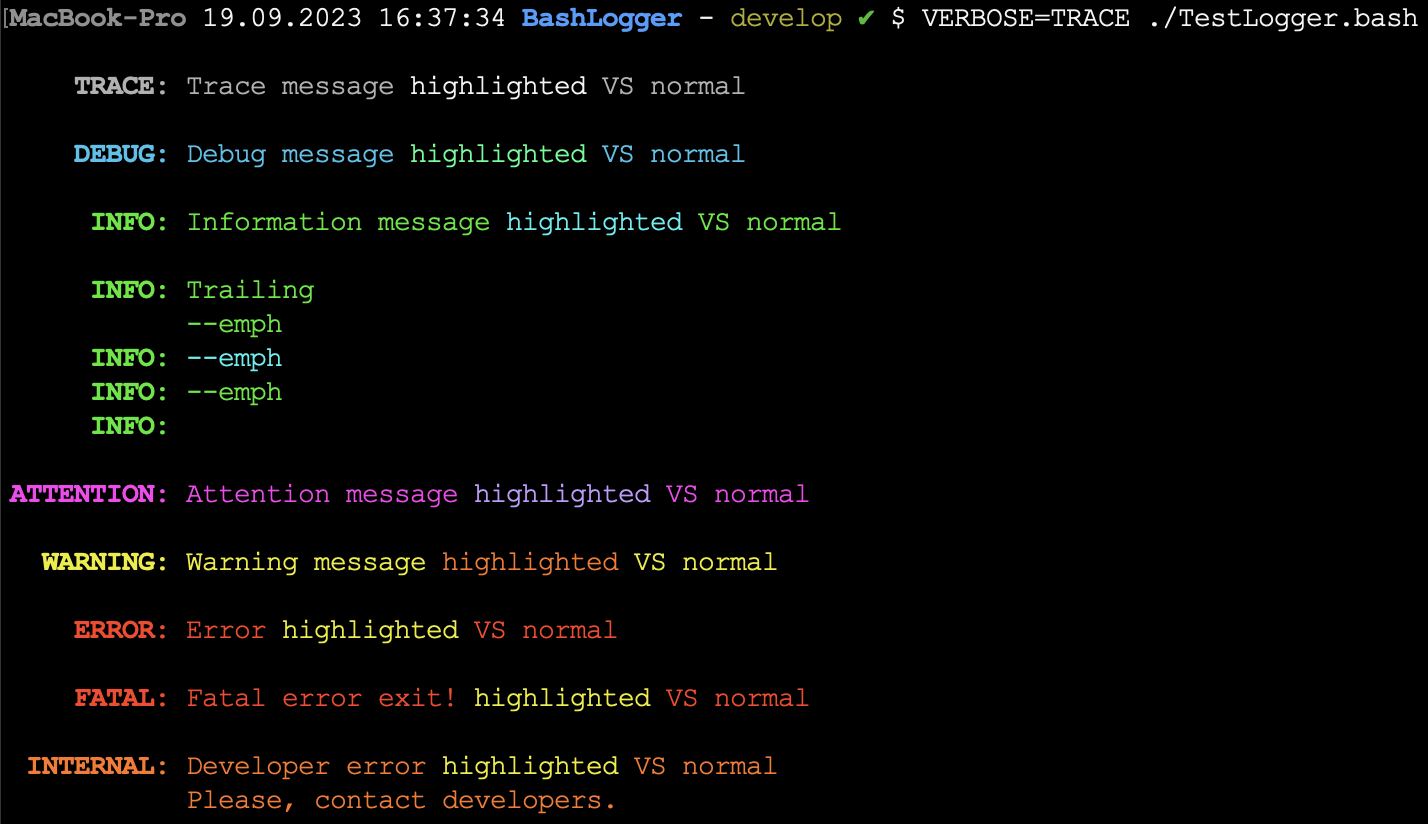 [MacBook-Pro 19.09.2023 16:37:34 BashLogger - develop ✔ $ VERBOSE=TRACE ./TestLogger.bash
TRACE: Trace message highlighted VS normal
DEBUG: Debug message highlighted VS normal
INFO: Information message highlighted VS normal
INFO: Trailing
--emph
INFO: --emph
INFO: --emph
INFO:
ATTENTION: Attention message highlighted VS normal
WARNING: Warning message highlighted VS normal
ERROR: Error highlighted VS normal
FATAL: Fatal error exit! highlighted VS normal
INTERNAL: Developer error highlighted VS normal
Please, contact developers.